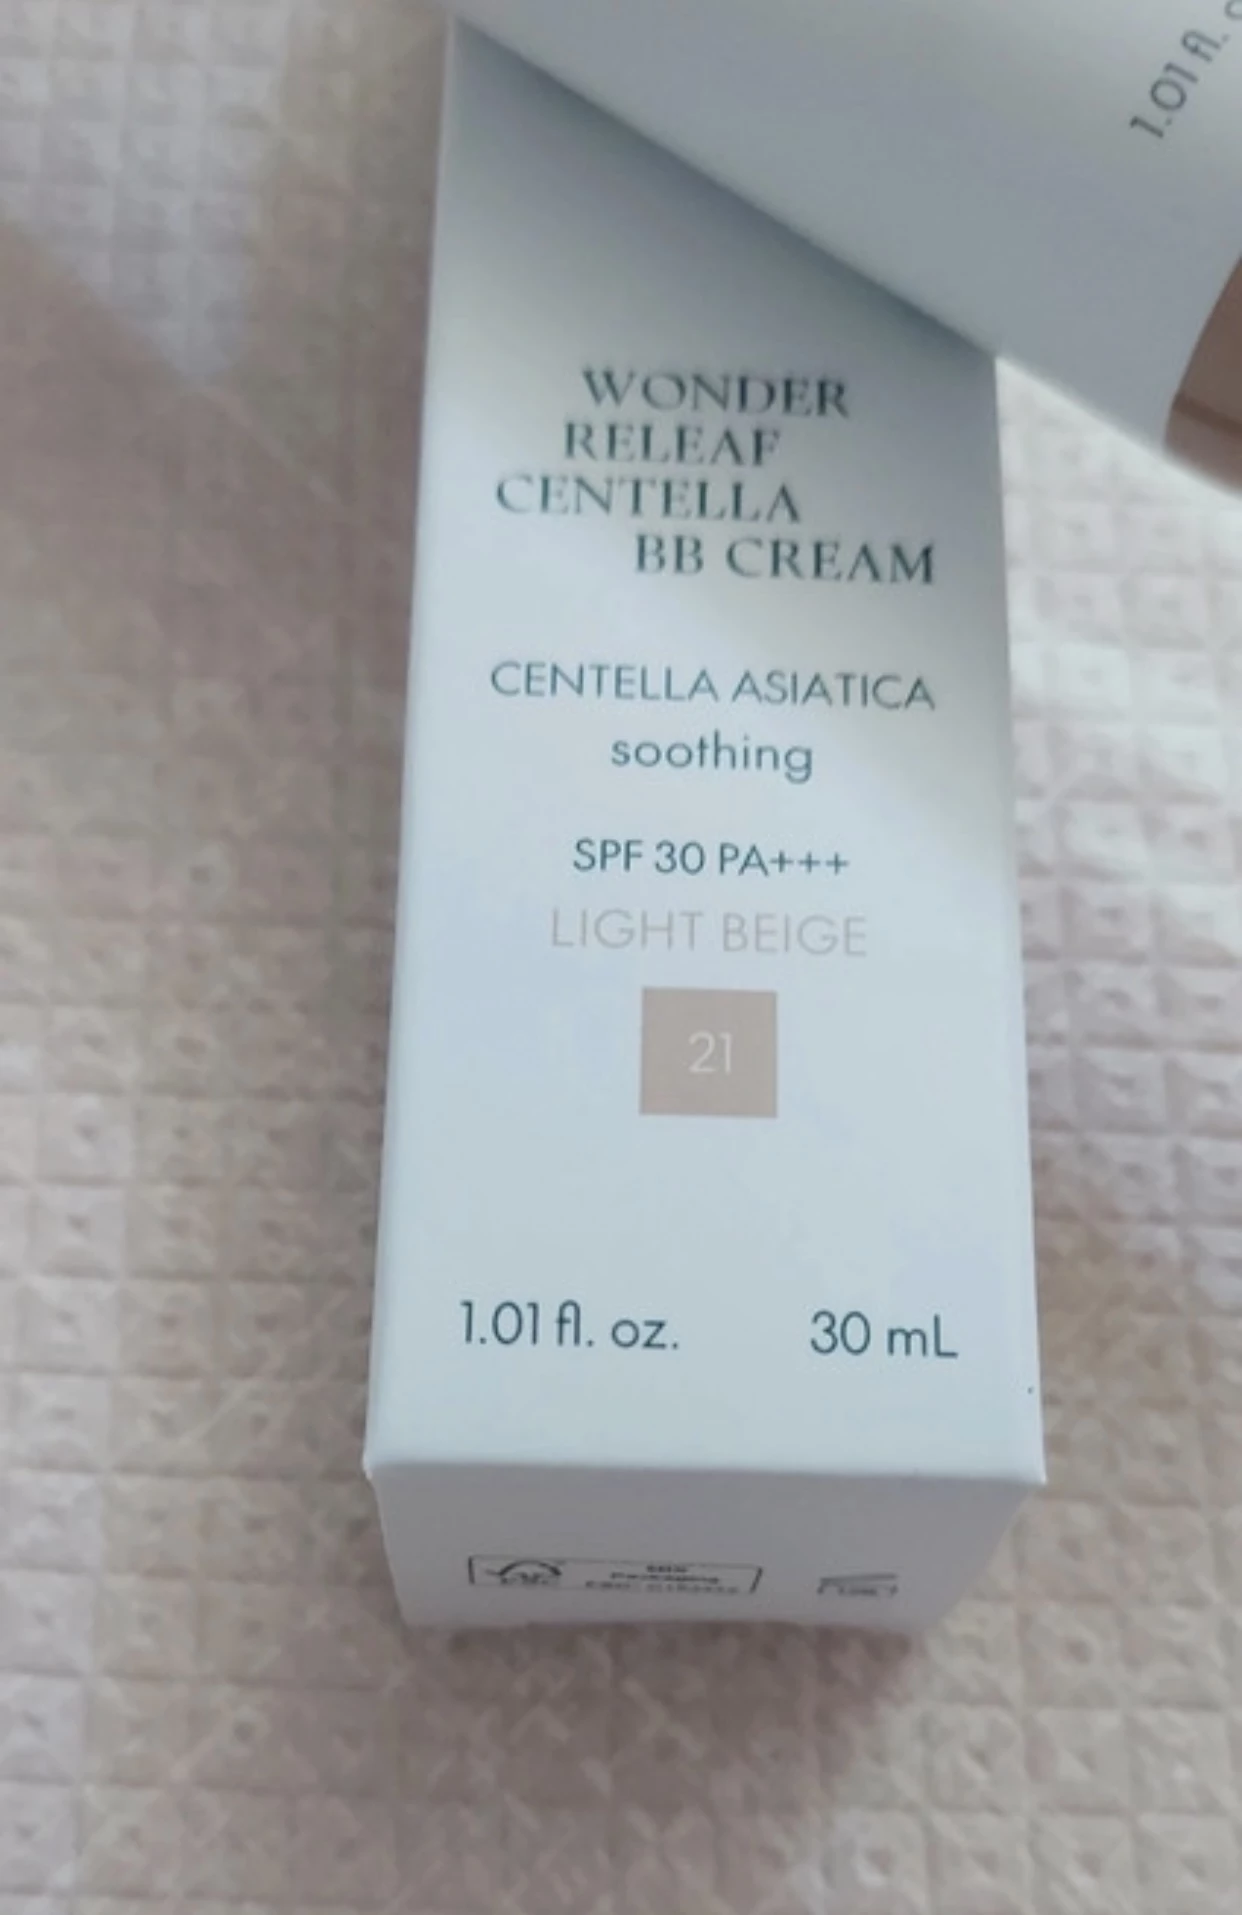 1.01 fl.
WONDER
RELEAF
CENTELLA
BB CREAM
CENTELLA ASIATICA
soothing
SPF 30 PA+++
LIGHT BEIGE
21
1.01 fl. oz.
30 mL